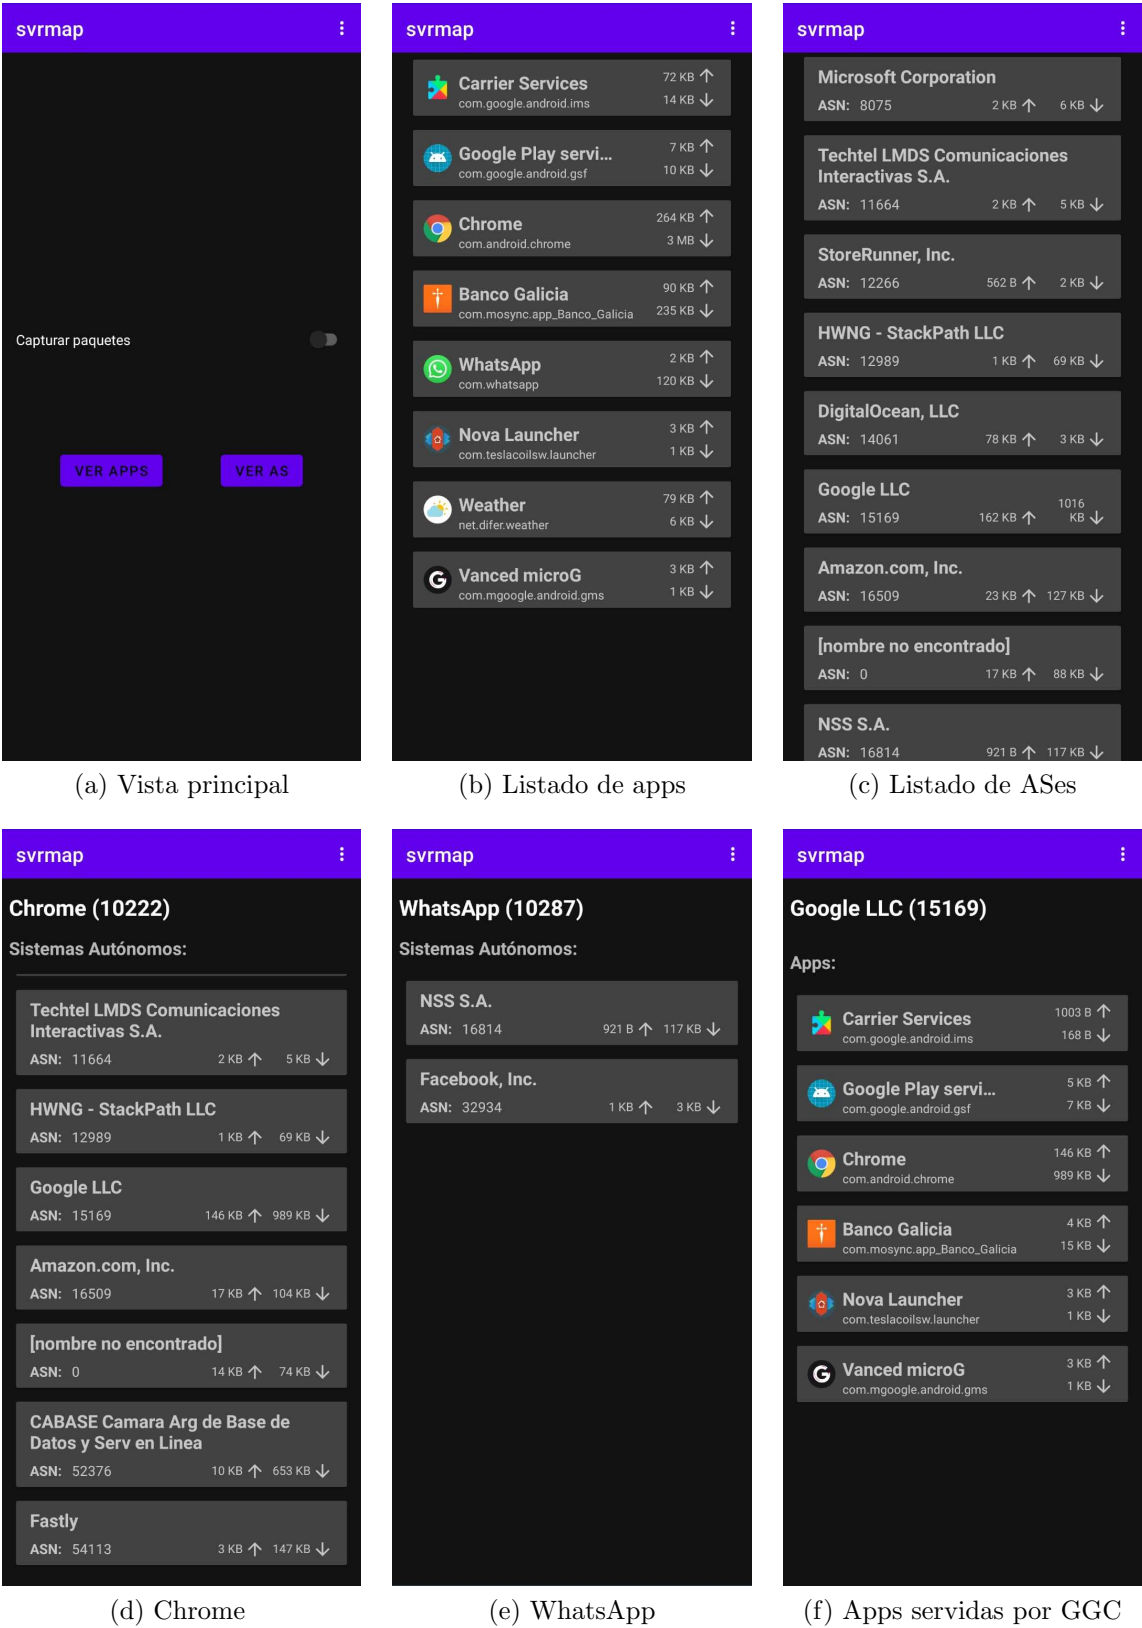 svrmap
Capturar paquetes
VER APPS
VER AS
(a) Vista principal
svrmap
Carrier Services
com.google.android.ims
72 KB
14 KB
Google Play servi...
com.google.android.gsf
7 KB
10 KB
Chrome
com.android.chrome
264 KB
3 MB
Banco Galicia
com.mosync.app_Banco_Galicia
90 KB
235 KB
WhatsApp
com.whatsapp
2 KB
120 KB
Nova Launcher
com.teslacoilsw.launcher
3 KB
1 KB
Weather
net.difer.weather
79 KB
6 KB
Vanced microG
com.mgoogle.android.gms
3 KB
1 KB
(b) Listado de apps
svrmap
Microsoft Corporation
ASN: 8075 2 KB 6 KB
Techtel LMDS Comunicaciones
Interactivas S.A.
ASN: 11664 2 KB 5 KB
StoreRunner, Inc.
ASN: 12266 562 B 2 KB
HWNG - StackPath LLC
ASN: 12989 1 KB 69 KB
DigitalOcean, LLC
ASN: 14061 78 KB 3 KB
Google LLC
ASN: 15169 162 KB 1016 KB
Amazon.com, Inc.
ASN: 16509 23 KB 127 KB
[nombre no encontrado]
ASN: 0 17 KB 88 KB
NSS S.A.
ASN: 16814 921 B 117 KB
(c) Listado de ASes
svrmap
Chrome (10222)
Sistemas Autónomos:
Techtel LMDS Comunicaciones
Interactivas S.A.
ASN: 11664 2 KB 5 KB
HWNG - StackPath LLC
ASN: 12989 1 KB 69 KB
Google LLC
ASN: 15169 146 KB 989 KB
Amazon.com, Inc.
ASN: 16509 17 KB 104 KB
[nombre no encontrado]
ASN: 0 14 KB 74 KB
CABASE Camara Arg de Base de
Datos y Serv en Linea
ASN: 52376 10 KB 653 KB
Fastly
ASN: 54113 3 KB 147 KB
(d) Chrome
svrmap
WhatsApp (10287)
Sistemas Autónomos:
NSS S.A.
ASN: 16814 921 B 117 KB
Facebook, Inc.
ASN: 32934 1 KB 3 KB
(e) WhatsApp
svrmap
Google LLC (15169)
Apps:
Carrier Services
com.google.android.ims
1003 B
168 B
Google Play servi...
com.google.android.gsf
5 KB
7 KB
Chrome
com.android.chrome
146 KB
989 KB
Banco Galicia
com.mosync.app_Banco_Galicia
4 KB
15 KB
Nova Launcher
com.teslacoilsw.launcher
3 KB
1 KB
Vanced microG
com.mgoogle.android.gms
3 KB
1 KB
(f) Apps servidas por GGC